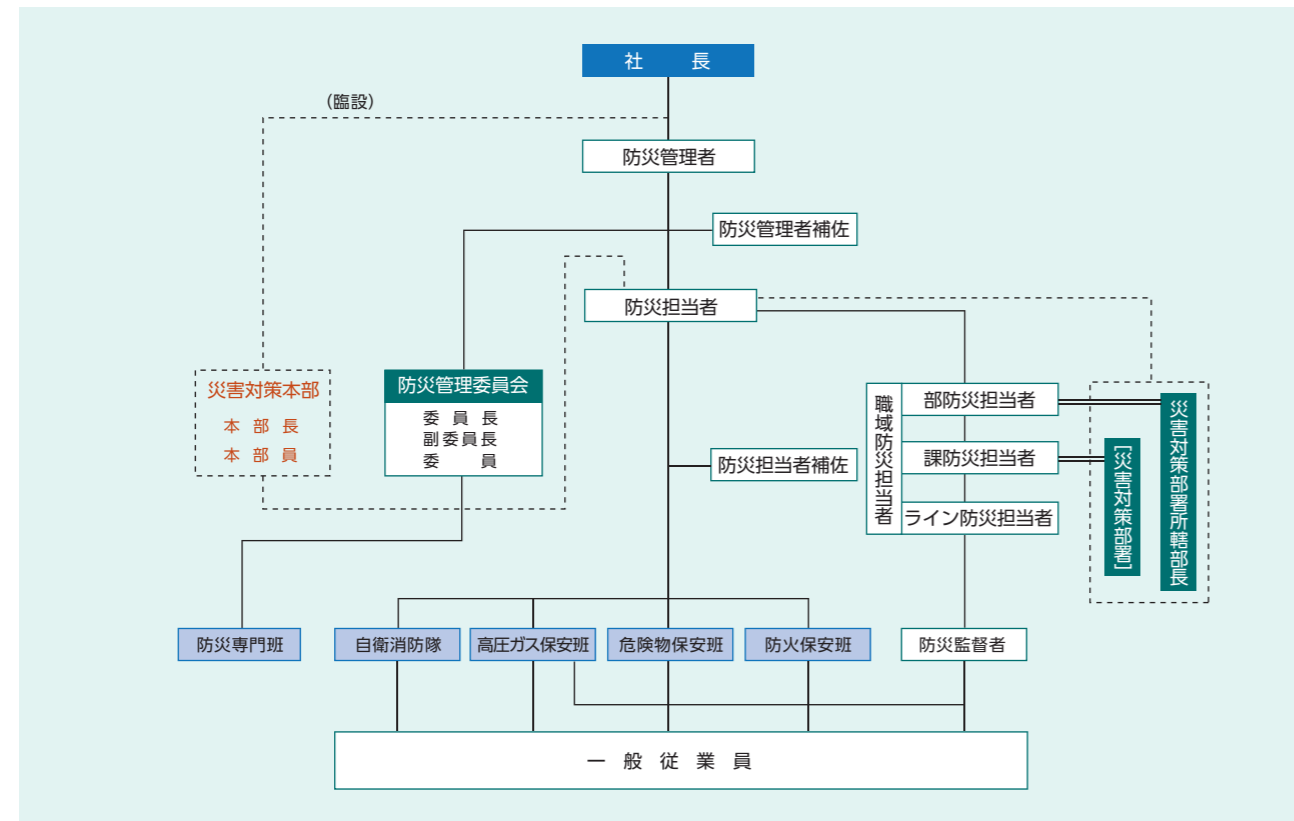 社　　長
（臨設）
防災管理者
防災管理者補佐
防災担当者
災害対策本部
本 部 長
本 部 員
防災管理委員会
委 員 長
副委員長
委　　員
防災担当者補佐
職域防災担当者
部防災担当者
課防災担当者
ライン防災担当者
［災害対策部署］
災害対策部署所轄部長
防災専門班
自衛消防隊
高圧ガス保安班
危険物保安班
防火保安班
防災監督者
一 般 従 業 員